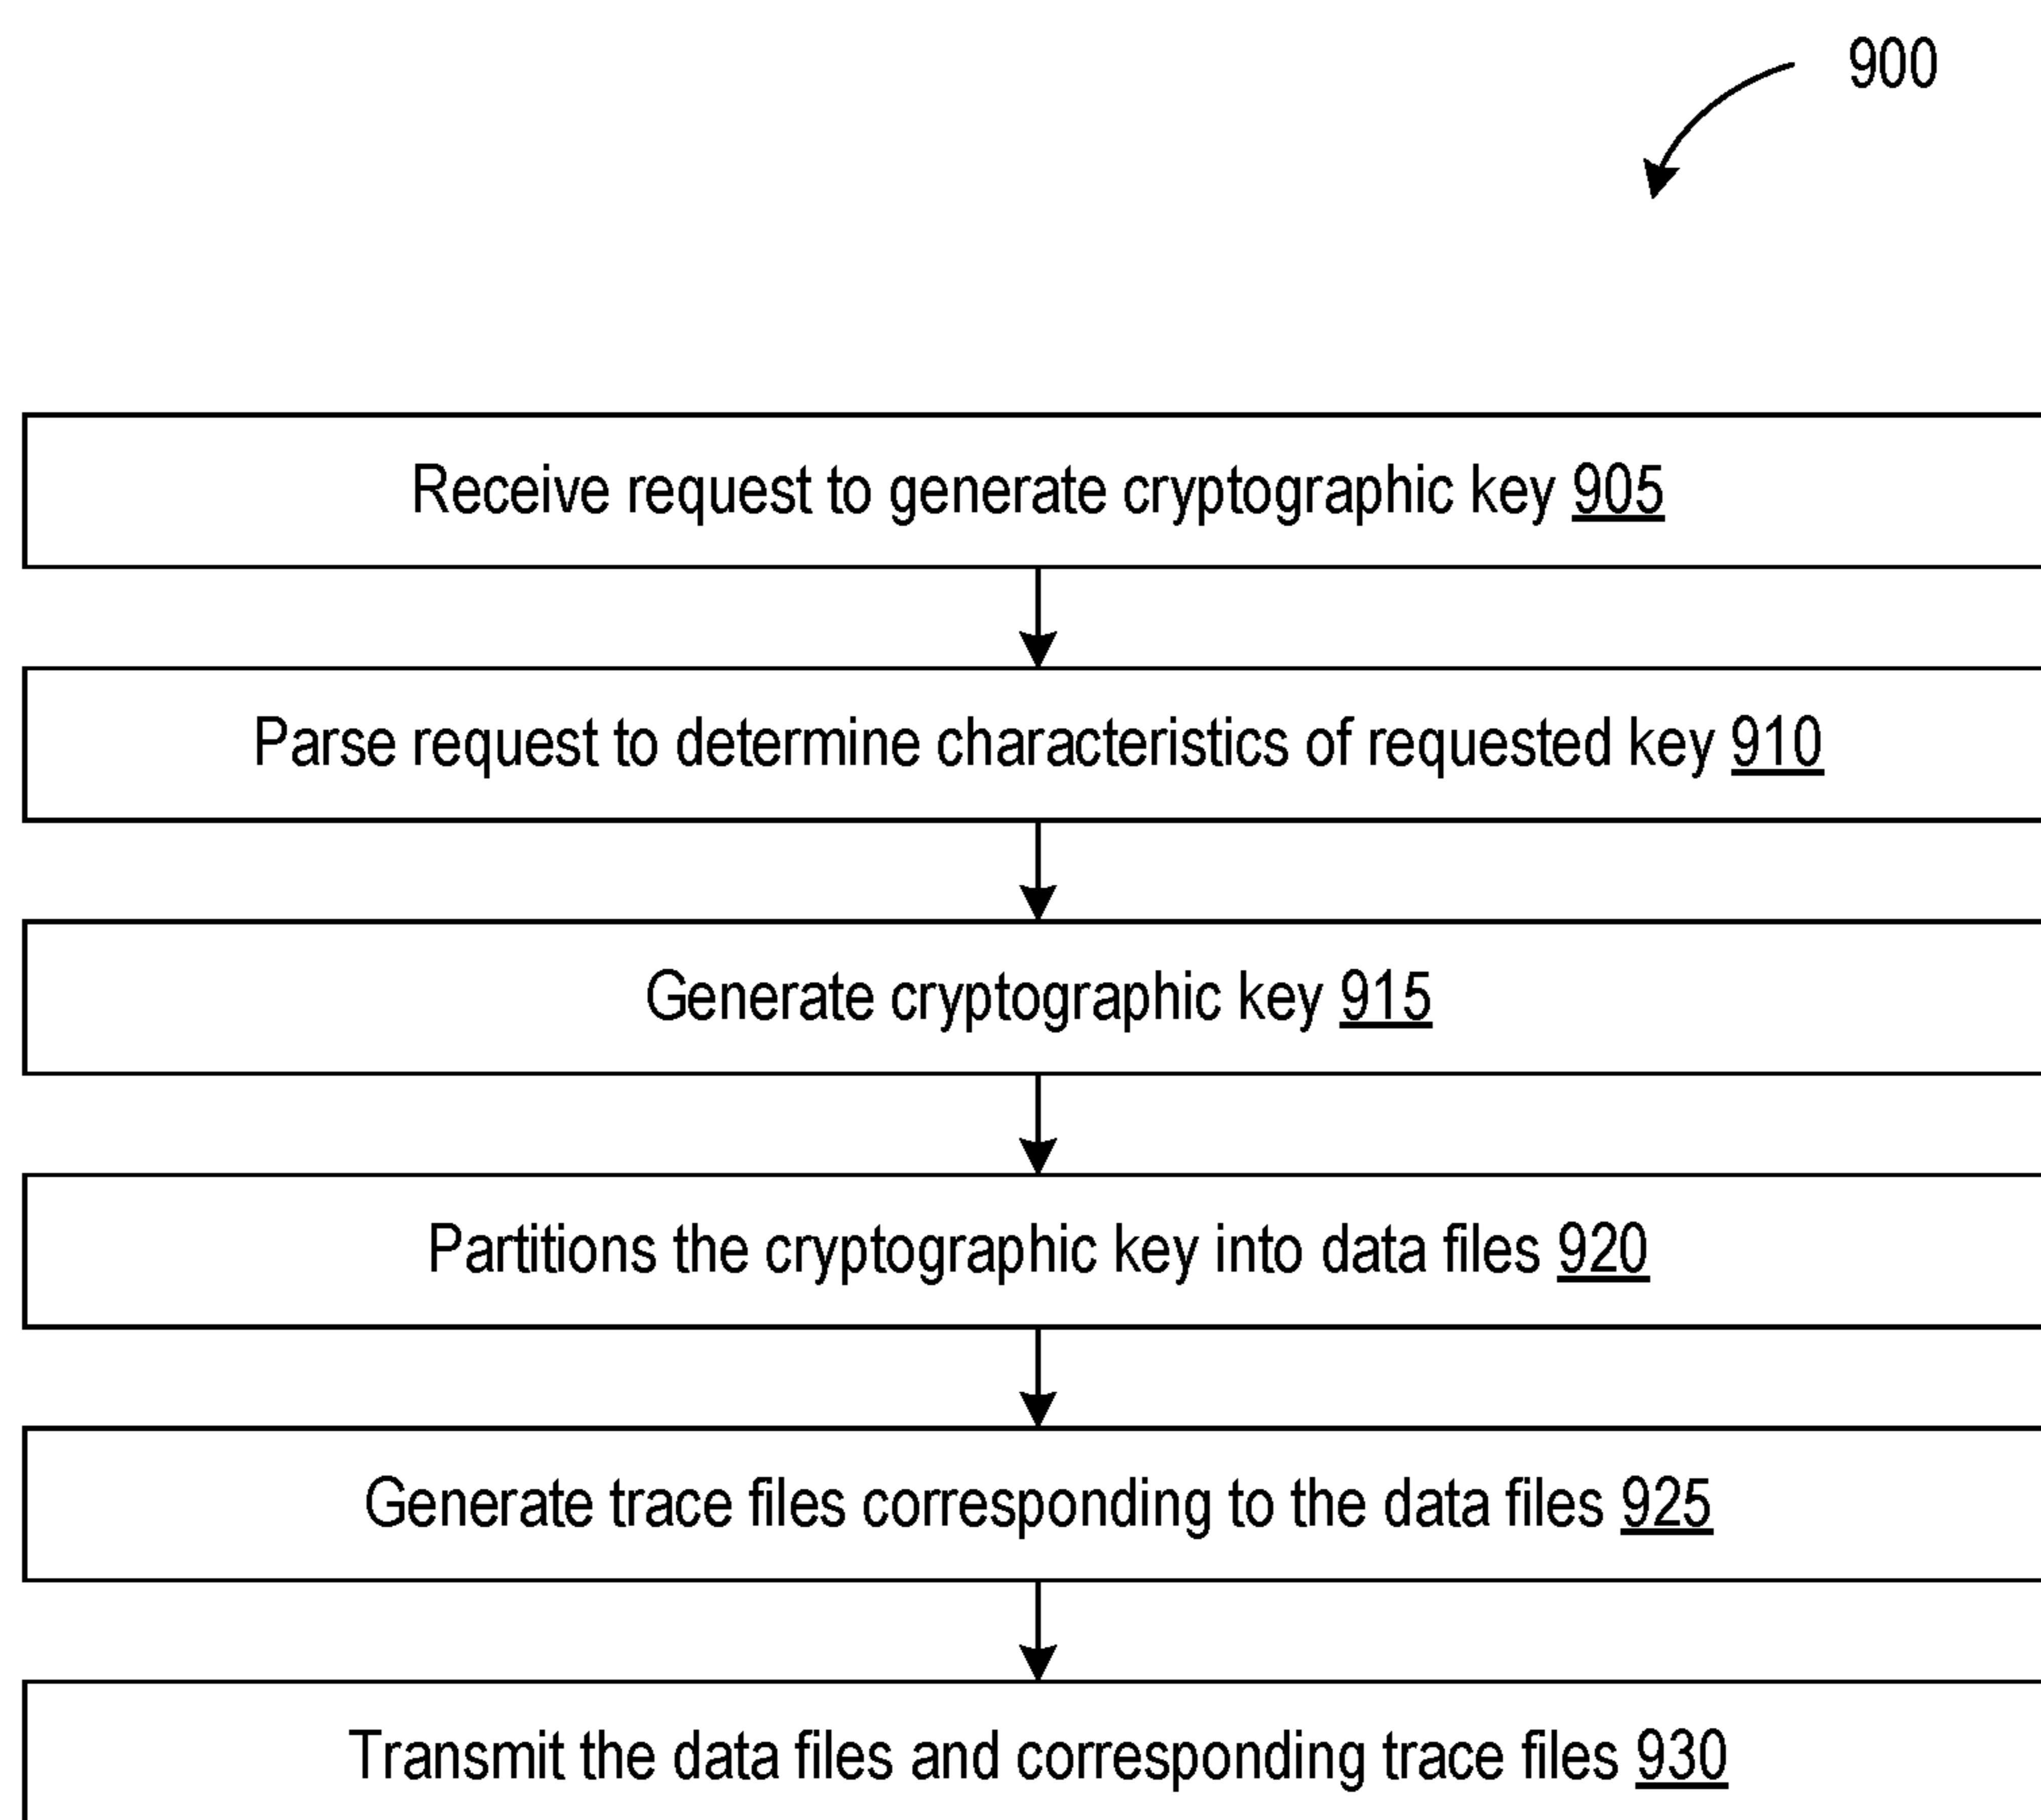 900
Receive request to generate cryptographic key 905
Parse request to determine characteristics of requested key 910
Generate cryptographic key 915
Partitions the cryptographic key into data files 920
Generate trace files corresponding to the data files 925
Transmit the data files and corresponding trace files 930